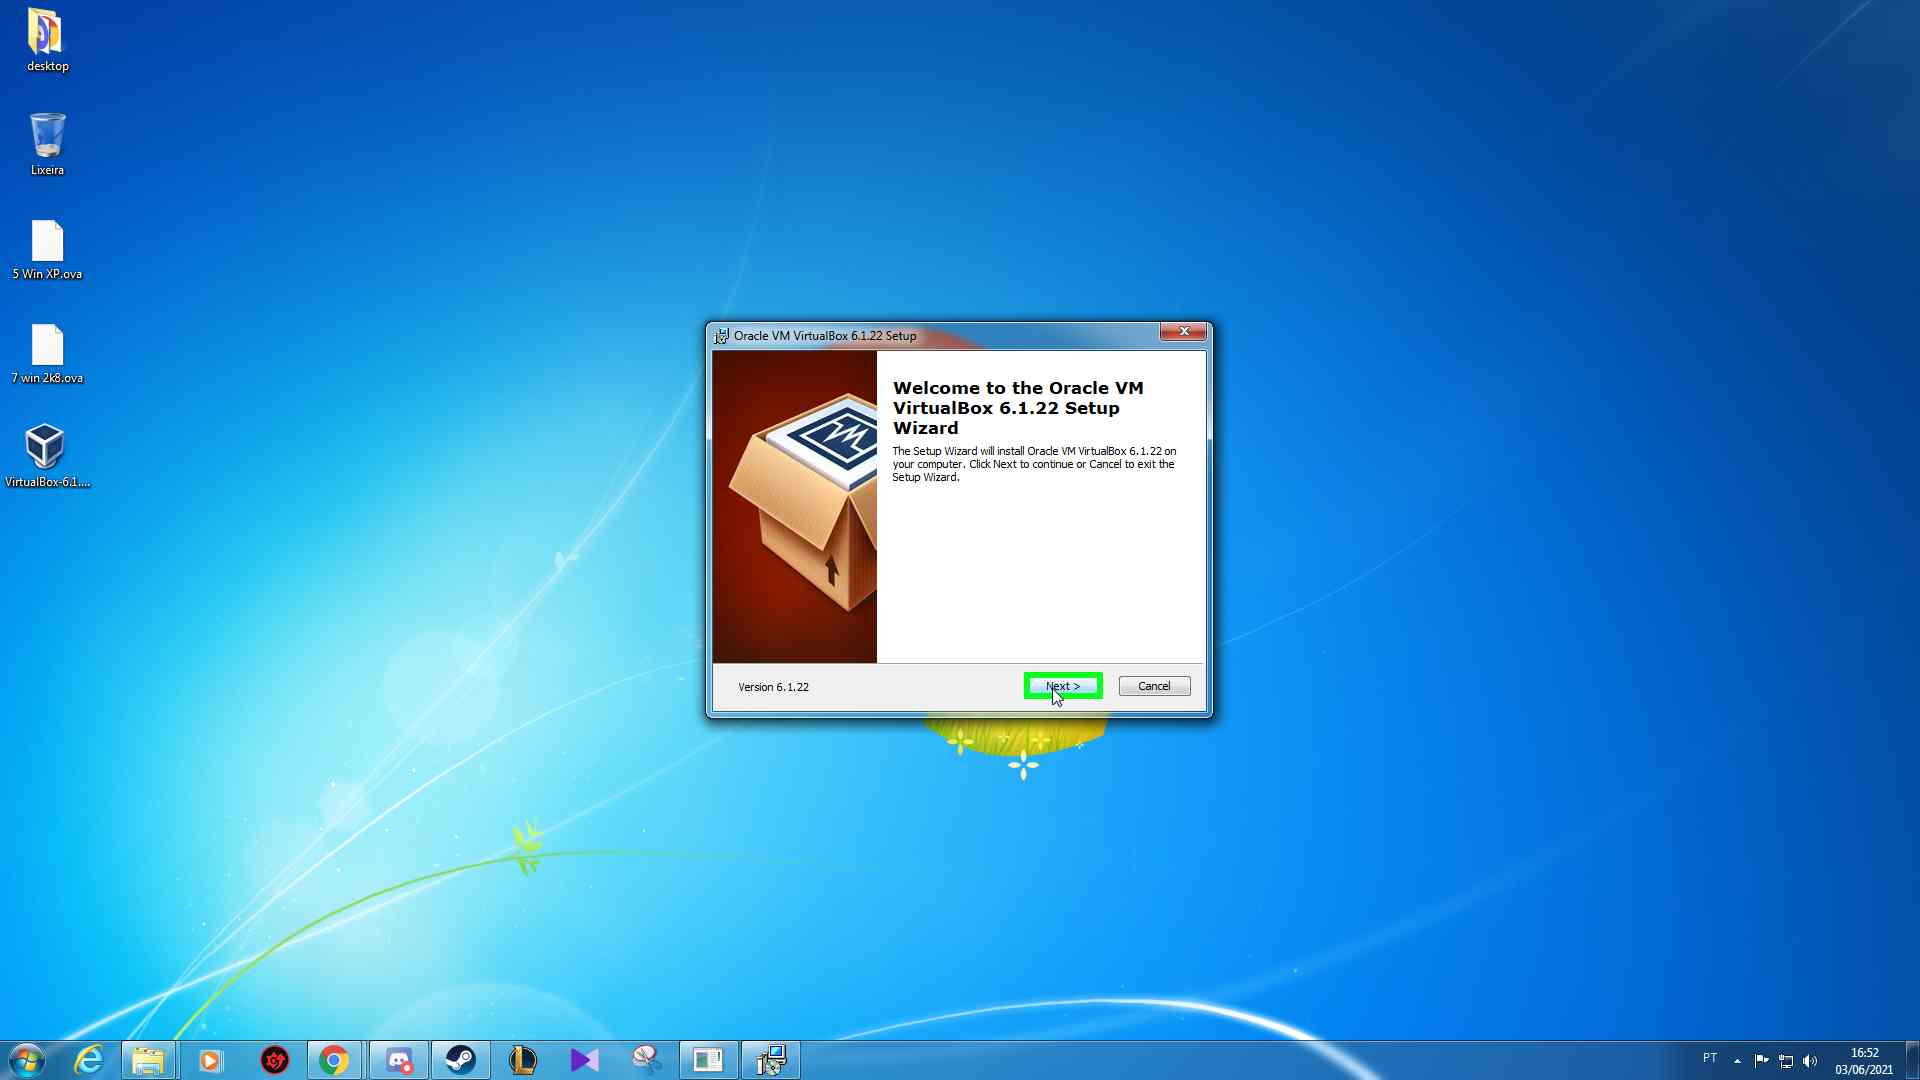 desktop
Lixeira
5 Win XP.ova
7 win 2k8.ova
VirtualBox-6.1....
Oracle VM VirtualBox 6.1.22 Setup
Welcome to the Oracle VM
VirtualBox 6.1.22 Setup
Wizard
The Setup Wizard will install Oracle VM VirtualBox 6.1.22 on
your computer. Click Next to continue or Cancel to exit the
Setup Wizard.
Version 6.1.22
Next >
Cancel
PT
16:52
03/06/2021